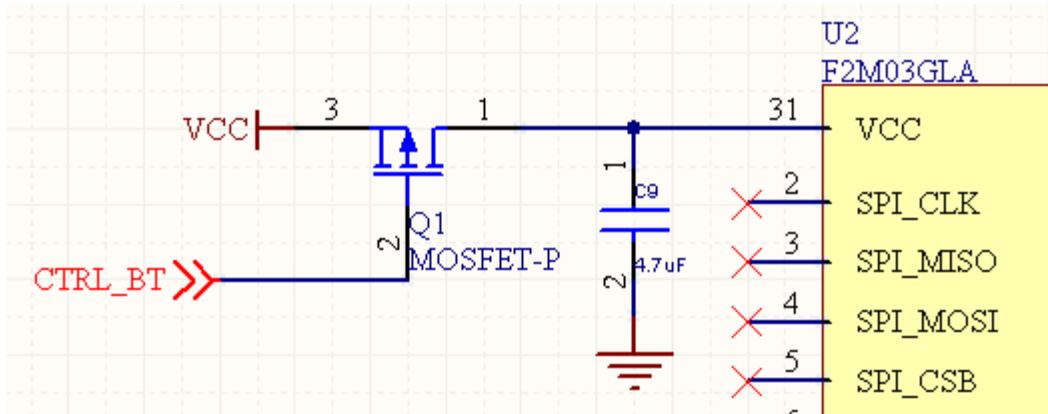 U2
F2M03GLA
VCC 3 1 31 VCC
1
C9
2 SPI_CLK
Q1
2
MOSFET-P
3 SPI_MISO
4.7uF
CTRL_BT
2
4 SPI_MOSI
5 SPI_CSB